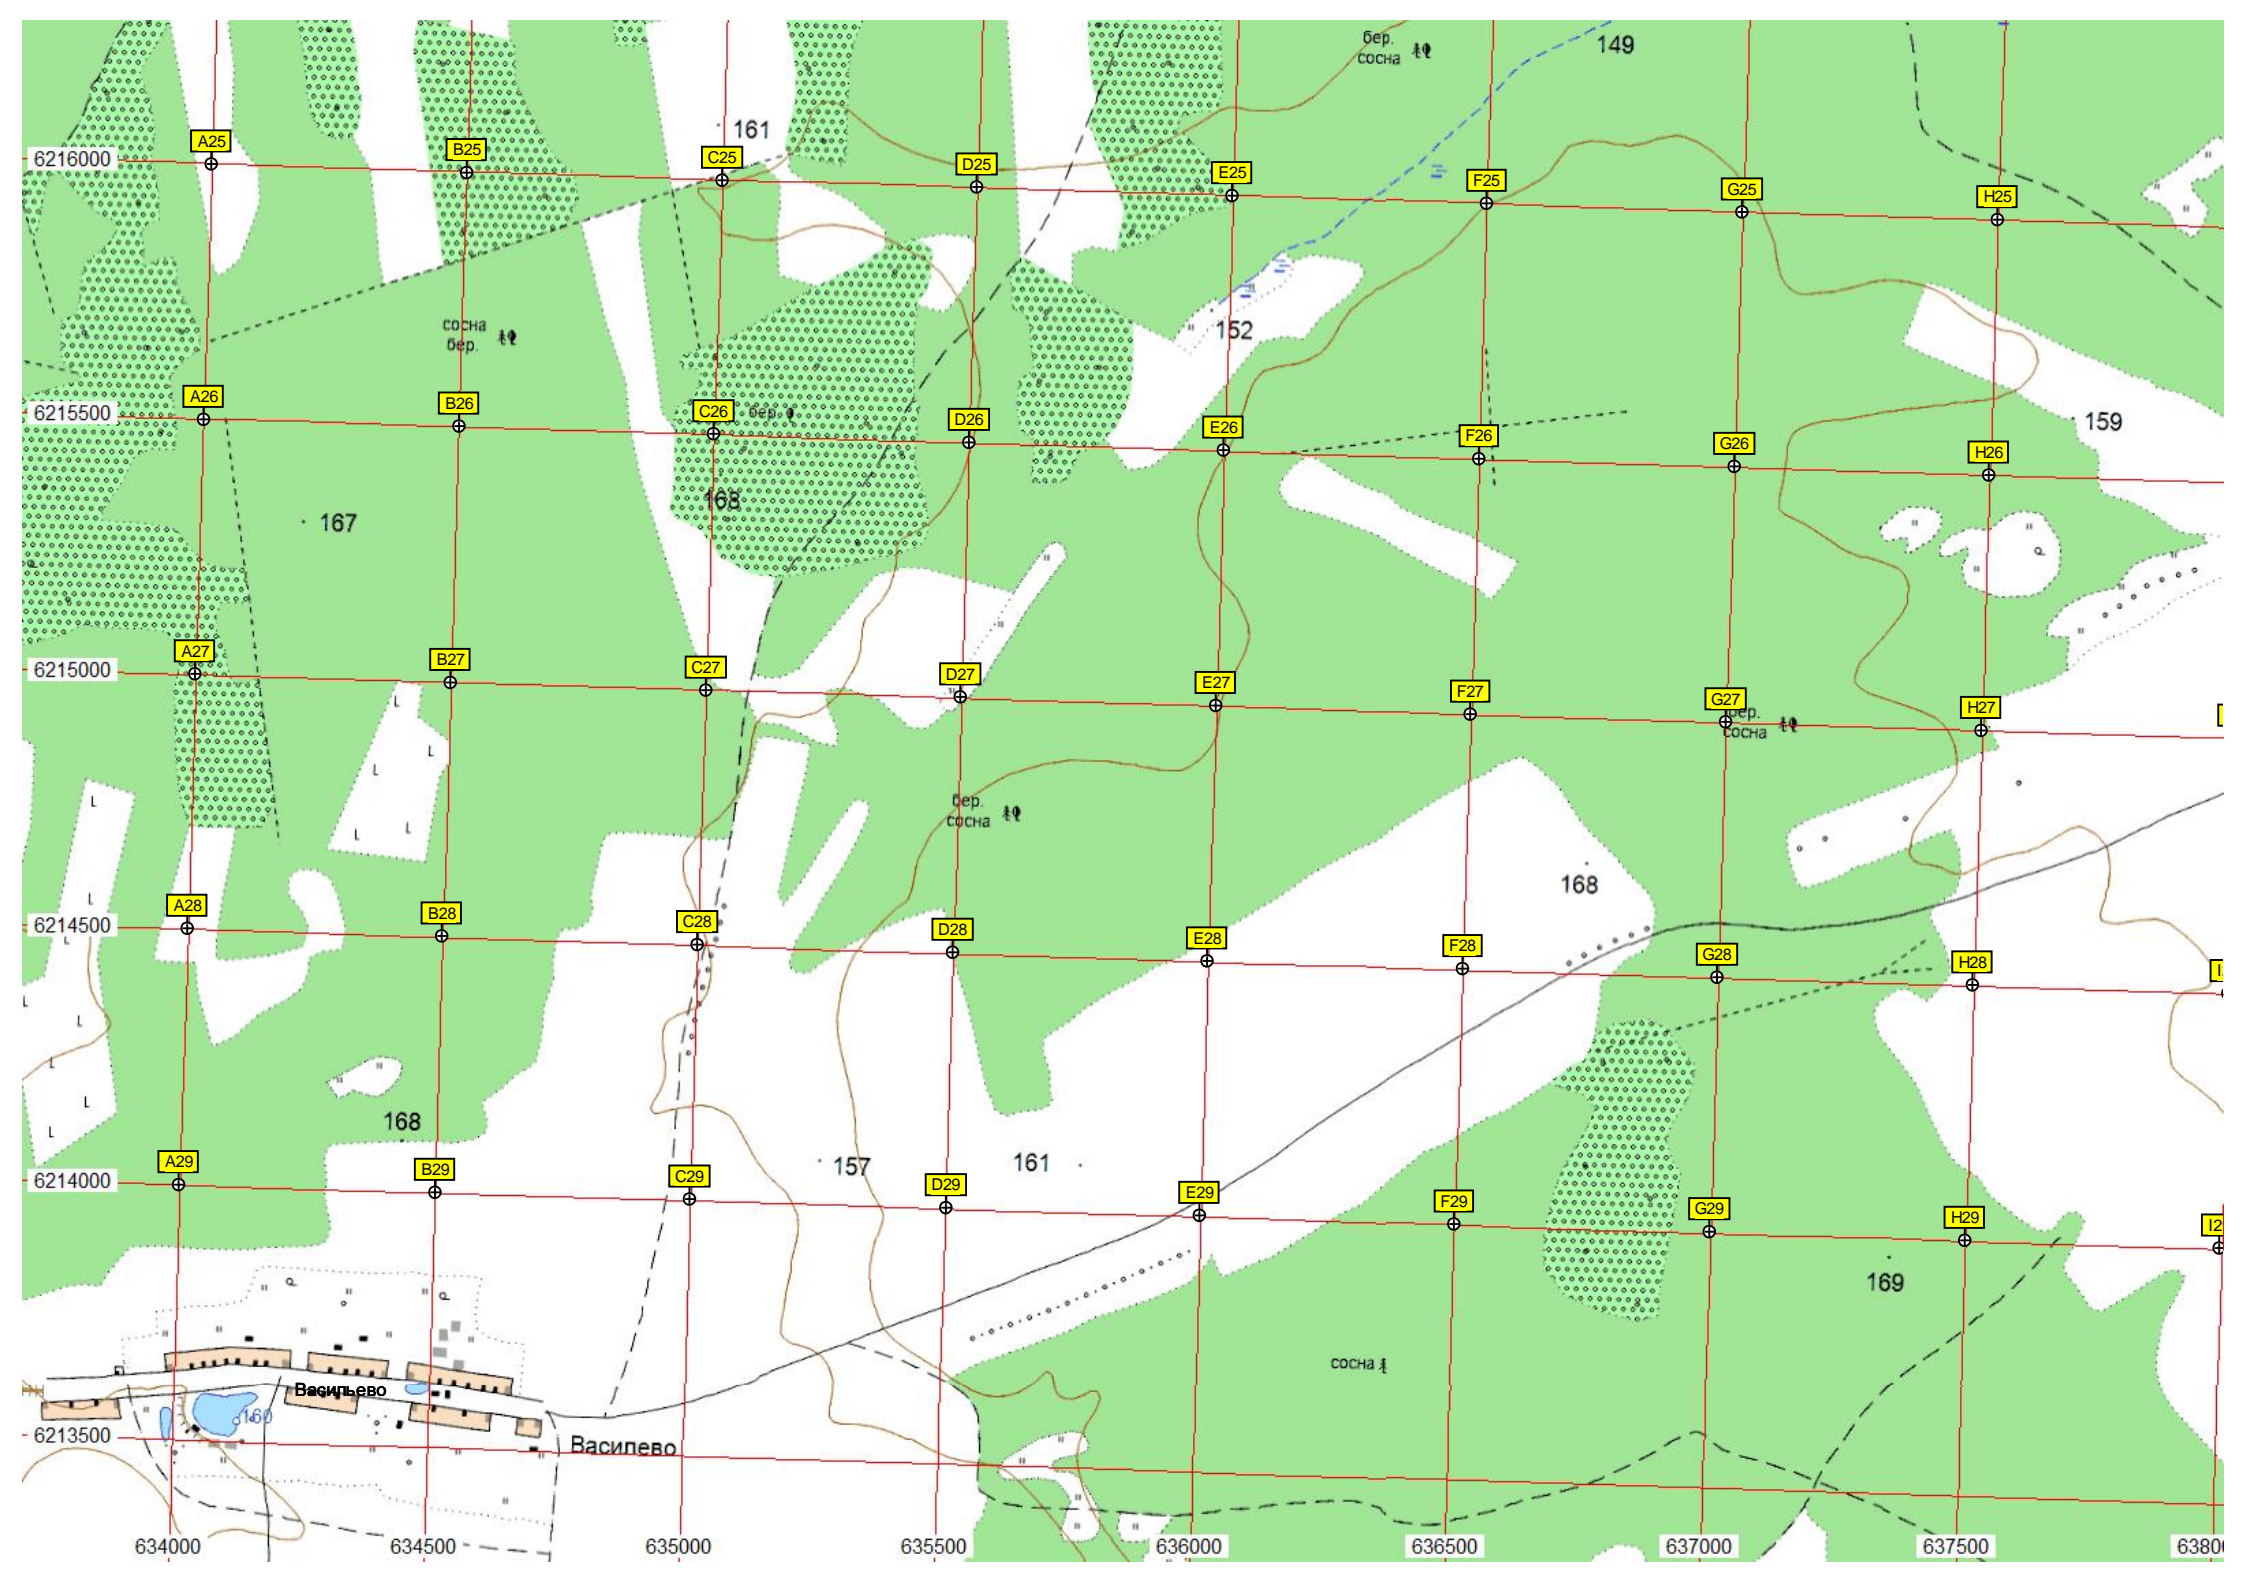 бер.
сосна
149
161
A25
B25
C25
D25
E25
F25
G25
H25
6216000
сосна
бер.
152
A26
B26
C26
бер.
D26
E26
F26
G26
H26
6215500
159
168
167
A27
B27
C27
D27
E27
F27
G27
H27
6215000
бер.
сосна
бер.
сосна
168
A28
B28
C28
D28
E28
F28
G28
H28
6214500
168
157
161
A29
B29
C29
D29
E29
F29
G29
H29
6214000
169
сосна
Васильево
160
6213500
Василево
634000
634500
635000
635500
636000
636500
637000
637500